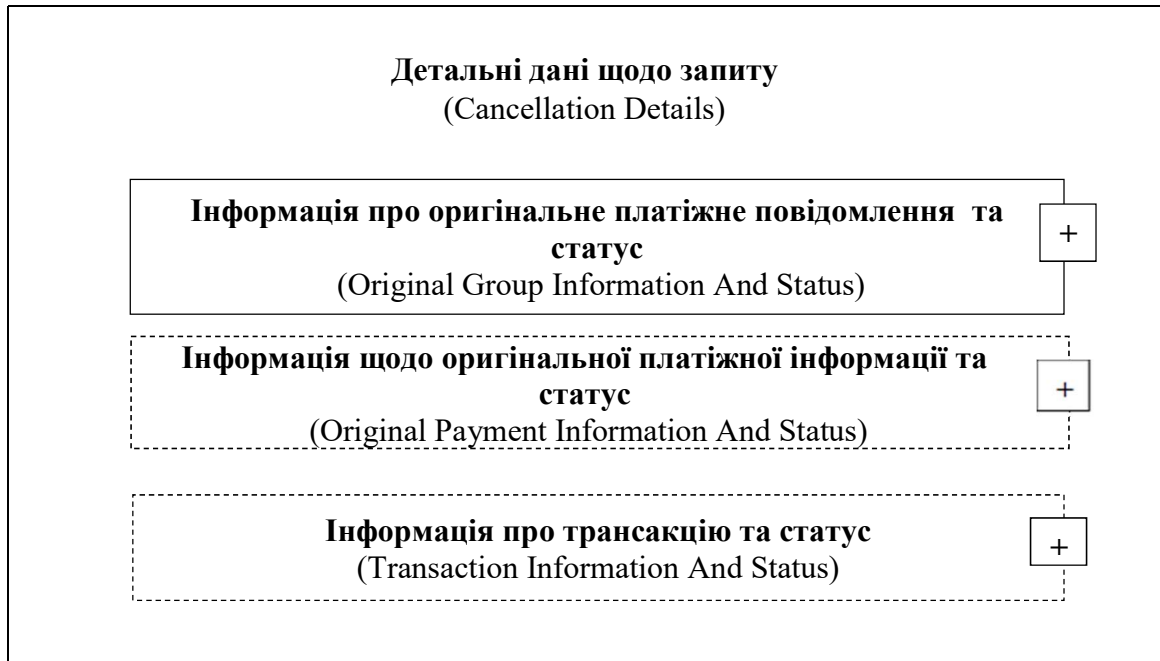 Детальні дані щодо запиту
(Cancellation Details)
Інформація про оригінальне платіжне повідомлення та
статус
(Original Group Information And Status)
+
Інформація щодо оригінальної платіжної інформації та
статус
(Original Payment Information And Status)
+
Інформація про трансакцію та статус
(Transaction Information And Status)
+